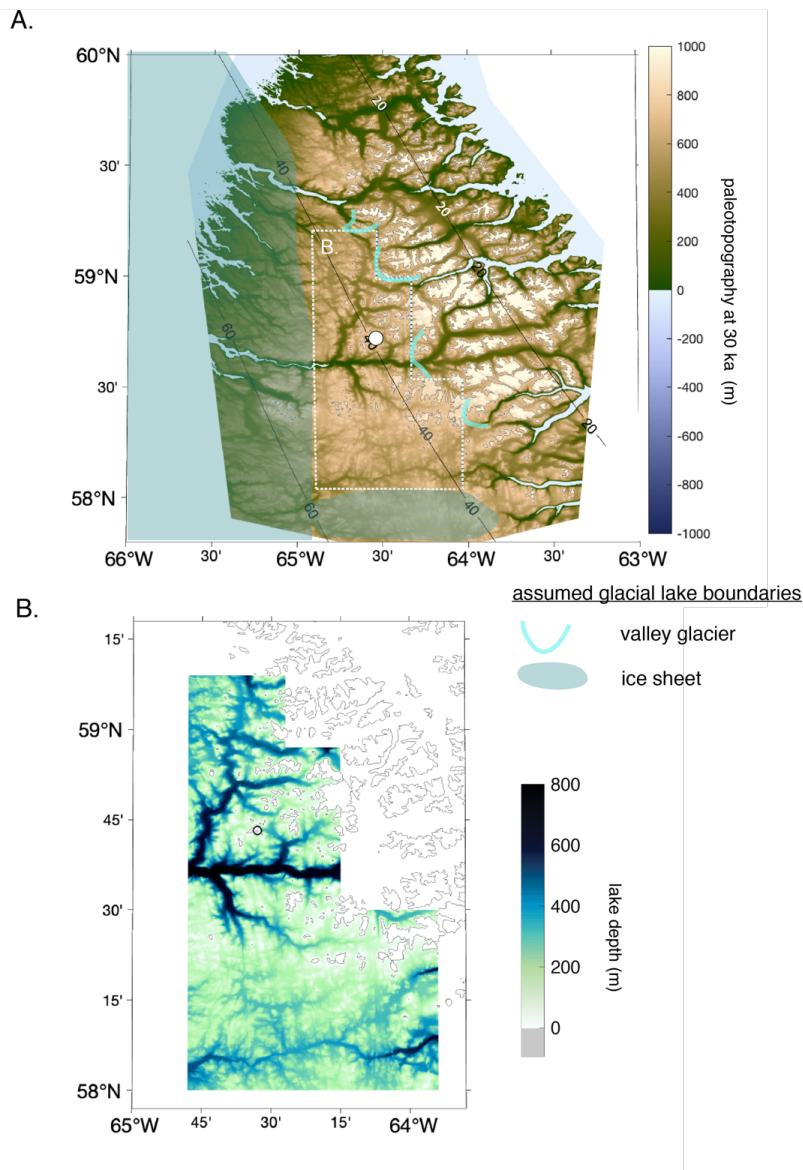 A.
60°N
30'
59°N
30'
58°N
66°W
30'
65°W
30'
64°W
30'
63°W
20
40
20
B.
20
60
40
40
20
60
40
1000
800
600
400
200
0
-200
-400
-600
-800
-1000
paleotopography at 30 ka (m)
assumed glacial lake boundaries
valley glacier
ice sheet
B.
15'
59°N
45'
30'
15'
58°N
65°W
45'
30'
15'
64°W
800
600
400
200
0
lake depth (m)